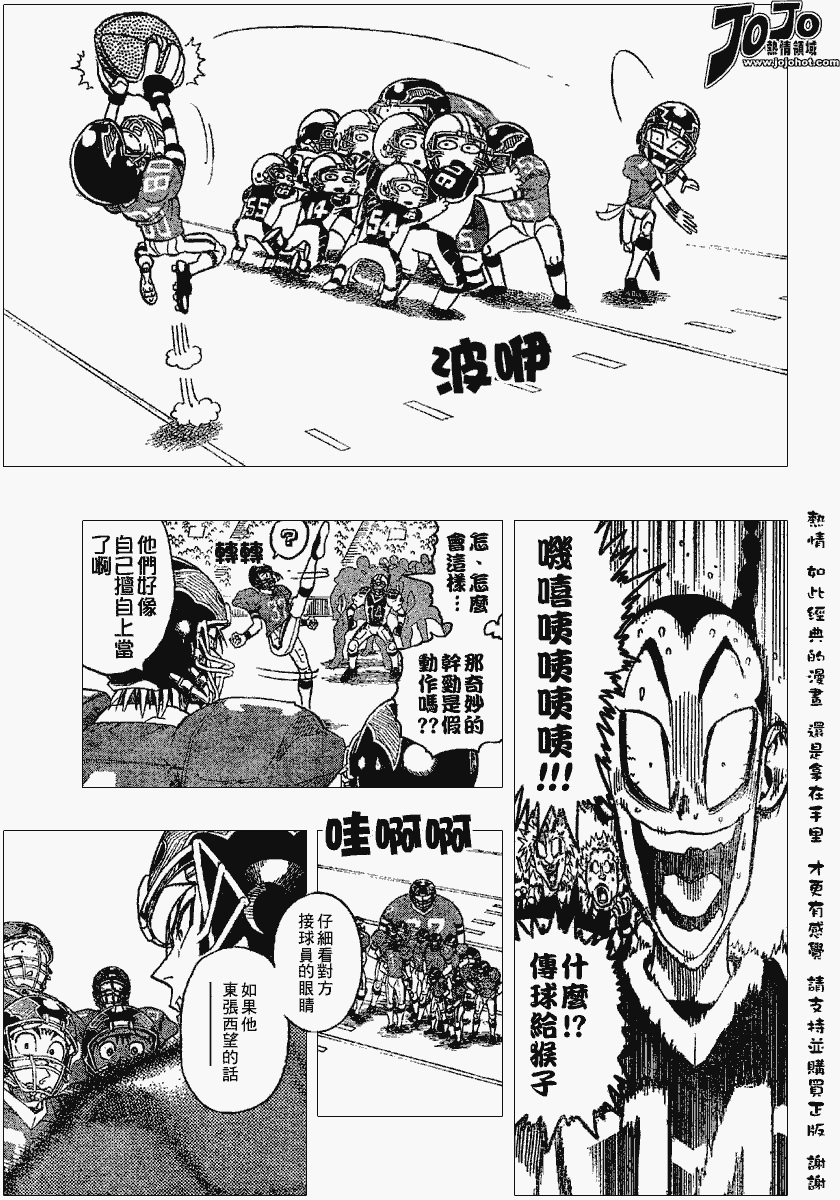 JOJO
熱情領域
www.jojohot.com
55
14
54
波咿
嘰嘻咦咦咦咦!!!
什麼!?
傳球給猴子
怎、怎麼
會這樣…
那奇妙的
幹勁是假
動作嗎??
?
轉轉
他們好像
自己擅自上當
了啊
哇啊啊
仔細看對方
接球員的眼睛
如果他
東張西望的話
——
熱情 如此經典的漫畫 還是拿在手里 才更有感覺 請支持並購買正版 謝謝